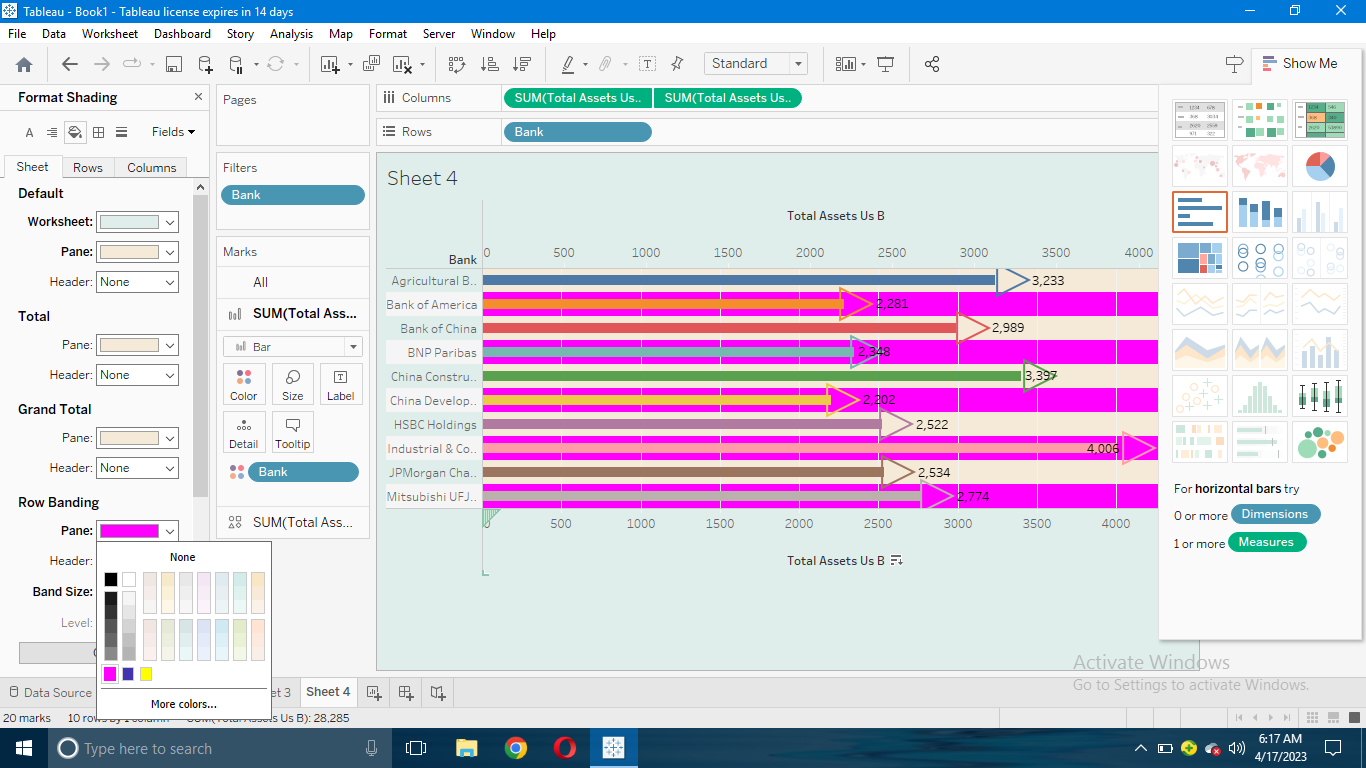 Tableau - Book1 - Tableau license expires in 14 days
File Data Worksheet Dashboard Story Analysis Map Format Server Window Help
Standard
Show Me
Format Shading
Fields
Sheet Rows Columns
Default
Worksheet:
Pane:
Header: None
Total
Pane:
Header: None
Grand Total
Pane:
Header: None
Row Banding
Pane:
Header:
Band Size:
Level:
None
More colors...
Pages
Filters
Bank
Marks
All
SUM(Total Ass...
Bar
Color Size Label
Detail Tooltip
Bank
SUM(Total Ass...
Columns SUM(Total Assets Us.. SUM(Total Assets Us..
Rows Bank
Sheet 4
Total Assets Us B
Bank 0 500 1000 1500 2000 2500 3000 3500 4000
Agricultural B.. 3,233
Bank of America 2,281
Bank of China 2,989
BNP Paribas 2,348
China Constru.. 3,397
China Develop.. 2,202
HSBC Holdings 2,522
Industrial & Co.. 4,006
JPMorgan Cha.. 2,534
Mitsubishi UFJ.. 2,774
0 500 1000 1500 2000 2500 3000 3500 4000
Total Assets Us B
For horizontal bars try
0 or more Dimensions
1 or more Measures
Activate Windows
Go to Settings to activate Windows.
Data Source et 3 Sheet 4
20 marks 10 rows by 1 column SUM(Total Assets Us B): 28,285
Type here to search
6:17 AM
4/17/2023